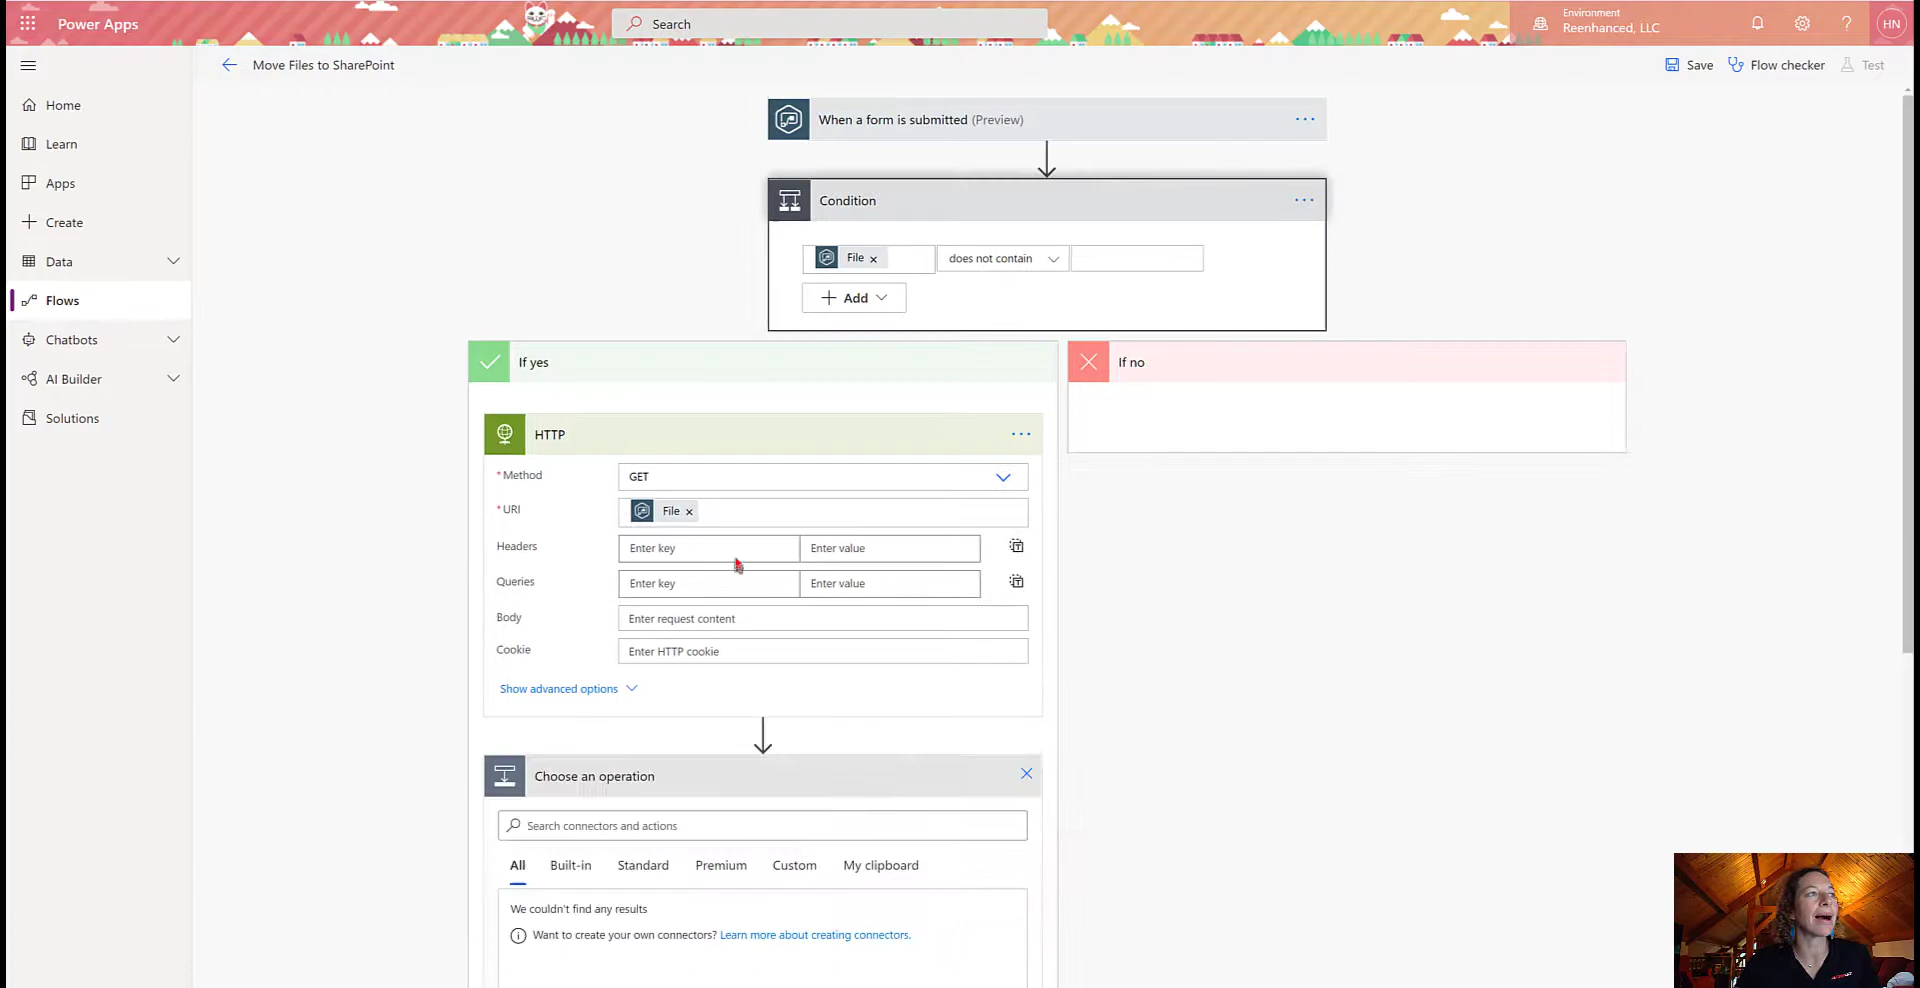 Power Apps
Search
Environment
Reenhanced, LLC
HN
Move Files to SharePoint
Save
Flow checker
Test
Home
Learn
Apps
Create
Data
Flows
Chatbots
AI Builder
Solutions
When a form is submitted (Preview)
Condition
File
does not contain
Add
If yes
If no
HTTP
* Method
GET
* URI
File
Headers
Enter key
Enter value
Queries
Enter key
Enter value
Body
Enter request content
Cookie
Enter HTTP cookie
Show advanced options
Choose an operation
Search connectors and actions
All
Built-in
Standard
Premium
Custom
My clipboard
We couldn't find any results
Want to create your own connectors? Learn more about creating connectors.